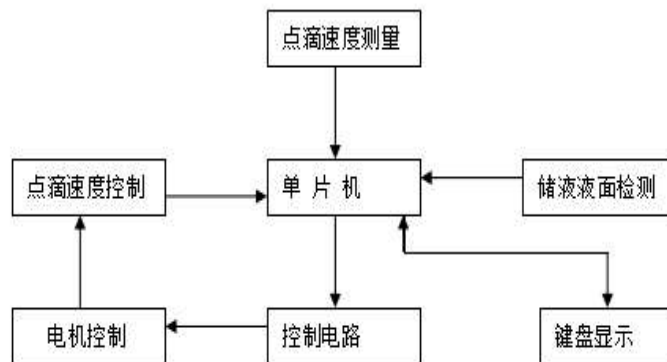 点滴速度测量
点滴速度控制
单片机
储液液面检测
电机控制
控制电路
键盘显示